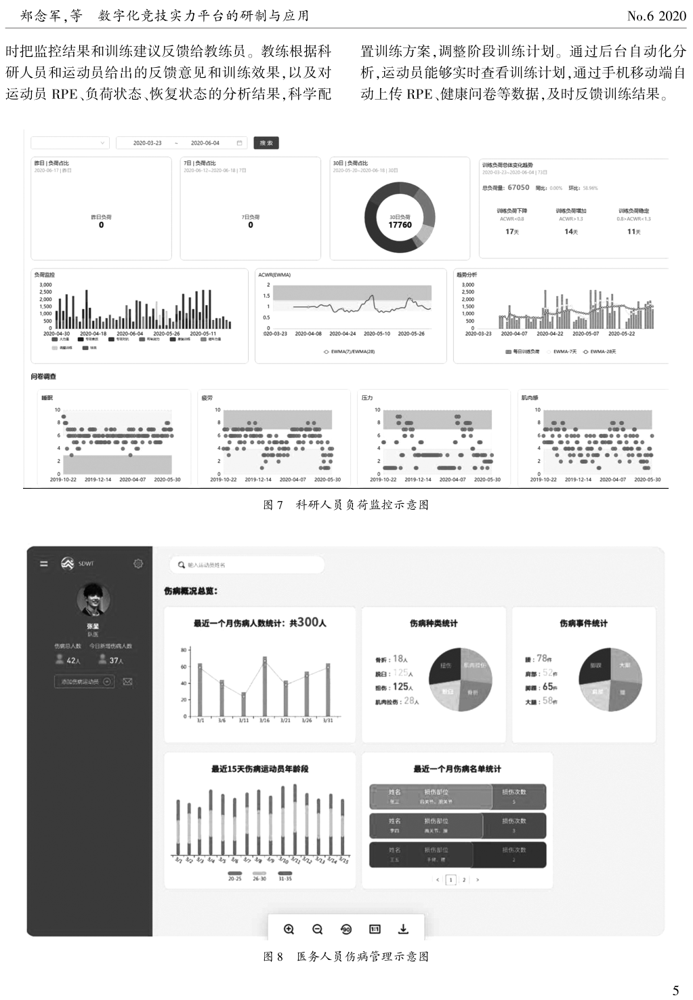 郑念军,等　数字化竞技实力平台的研制与应用
No.6 2020
时把监控结果和训练建议反馈给教练员。教练根据科
研人员和运动员给出的反馈意见和训练效果,以及对
运动员 RPE、负荷状态、恢复状态的分析结果,科学配
置训练方案,调整阶段训练计划。通过后台自动化分
析,运动员能够实时查看训练计划,通过手机移动端自
动上传 RPE、健康问卷等数据,及时反馈训练结果。
2020-03-23 ~ 2020-06-04
搜 索
昨日 | 负荷占比
2020-06-17 | 昨日
昨日负荷
0
7日 | 负荷占比
2020-06-12~2020-06-18 | 7日
7日负荷
0
30日 | 负荷占比
2020-05-20~2020-06-18 | 30日
30日负荷
17760
训练负荷总体变化趋势
2020-03-23~2020-06-04 | 73日
总负荷量: 67050 同比: 0.00% 环比: 58.96%
训练负荷下降 训练负荷增加 训练负荷稳定
ACWR<0.8 ACWR>1.3 0.8>ACWR<1.3
17天 14天 11天
负荷监控
3,000
2,500
2,000
1,500
1,000
500
0
2020-04-30 2020-04-18 2020-06-04 2020-05-26 2020-05-11
ACWR(EWMA)
2
1.5
1
0.5
0
020-03-23 2020-04-08 2020-04-24 2020-05-10 2020-05-26
EWMA(7)/EWMA(28)
趋势分析
3,000
2,500
2,000
1,500
1,000
500
0
2020-03-23 2020-04-07 2020-04-22 2020-05-07 2020-05-22
每日训练负荷 EWMA-7天 EWMA-28天
问卷调查
睡眠
10
8
6
4
2
0
2019-10-22 2019-12-14 2020-04-07 2020-05-30
疲劳
10
8
6
4
2
0
2019-10-22 2019-12-14 2020-04-07 2020-05-30
压力
10
8
6
4
2
0
2019-10-22 2019-12-14 2020-04-07 2020-05-30
肌肉感
10
8
6
4
2
0
2019-10-22 2019-12-14 2020-04-07 2020-05-30
图 7　科研人员负荷监控示意图
SDWT
张奎
队医
伤病总人数 今日新增伤病人数
42人 37人
添加伤病运动员
输入运动员姓名
伤病概况总览:
最近一个月伤病人数统计: 共300人
80
60
40
20
0
3/1 3/6 3/11 3/16 3/21 3/26 3/31
伤病种类统计
骨折: 18人
脱臼: 125人
扭伤: 125人
肌肉拉伤: 28人
扭伤 肌肉拉伤
脱臼 骨折
伤病事件统计
腰: 78件
肩部: 52件
脚踝: 65件
大腿: 58件
脚踝 大腿
肩部 腰
最近15天伤病运动员年龄段
3/1 3/2 3/3 3/4 3/5 3/6 3/7 3/8 3/9 3/10 3/11 3/12 3/13 3/14 3/15
20-25 26-30 31-35
最近一个月伤病名单统计
姓名 损伤部位 损伤次数
张三 5
姓名 损伤部位 损伤次数
李四 3
姓名 损伤部位 损伤次数
王五 手臂、腰 2
< 1 2 >
90
1:1
图 8　医务人员伤病管理示意图
5